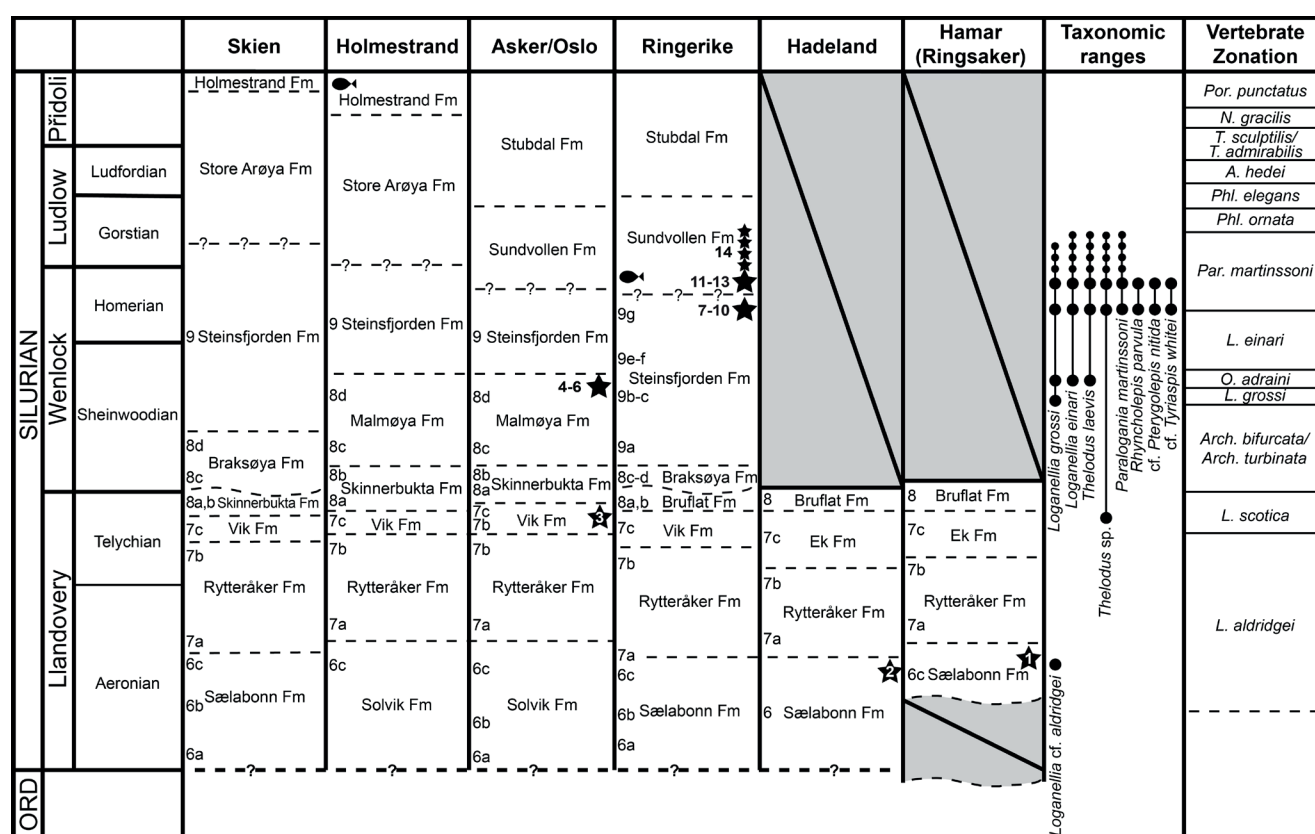 Skien
Holmestrand
Asker/Oslo
Ringerike
Hadeland
Hamar
(Ringsaker)
Taxonomic
ranges
Vertebrate
Zonation
SILURIAN
ORD
Přidoli
Ludlow
Wenlock
Llandovery
Ludfordian
Gorstian
Homerian
Sheinwoodian
Telychian
Aeronian
Holmestrand Fm
Store Arøya Fm
-?- -?- -?-
9 Steinsfjorden Fm
8d
Braksøya Fm
8c
8a,b Skinnerbukta Fm
7c Vik Fm
7b
Rytteråker Fm
7a
6c
Sælabonn Fm
6b
6a
?
Holmestrand Fm
Store Arøya Fm
? ? ?
9 Steinsfjorden Fm
8d
Malmøya Fm
8c
8b
Skinnerbukta Fm
8a
7c Vik Fm
7b
Rytteråker Fm
7a
6c
Solvik Fm
?
Stubdal Fm
Sundvollen Fm
? ? ?
9 Steinsfjorden Fm
4-6
8d
Malmøya Fm
8c
8b
Skinnerbukta Fm
8a
7c
Vik Fm
7b
3
7b
Rytteråker Fm
7a
6c
Solvik Fm
6b
6a
?
Stubdal Fm
Sundvollen Fm
14
11-13
? ? ?
7-10
9g
9e-f
Steinsfjorden Fm
9b-c
9a
8c-d Braksøya Fm
8a,b Bruflat Fm
7c Vik Fm
7b
Rytteråker Fm
7a
6c
6b Sælabonn Fm
6a
8 Bruflat Fm
7c Ek Fm
7b
Rytteråker Fm
7a
2
6 Sælabonn Fm
?
8 Bruflat Fm
7c Ek Fm
7b
Rytteråker Fm
7a
1
6c Sælabonn Fm
Loganellia grossi
Loganellia einari
Thelodus laevis
Thelodus sp.
Paralogania martinssoni
Rhyncholepis parvula
cf. Pterygolepis nitida
cf. Tyriaspis whitei
Loganellia cf. aldridgei
Por. punctatus
N. gracilis
T. sculptilis/
T. admirabilis
A. hedei
Phl. elegans
Phl. ornata
Par. martinssoni
L. einari
O. adraini
L. grossi
Arch. bifurcata/
Arch. turbinata
L. scotica
L. aldridgei